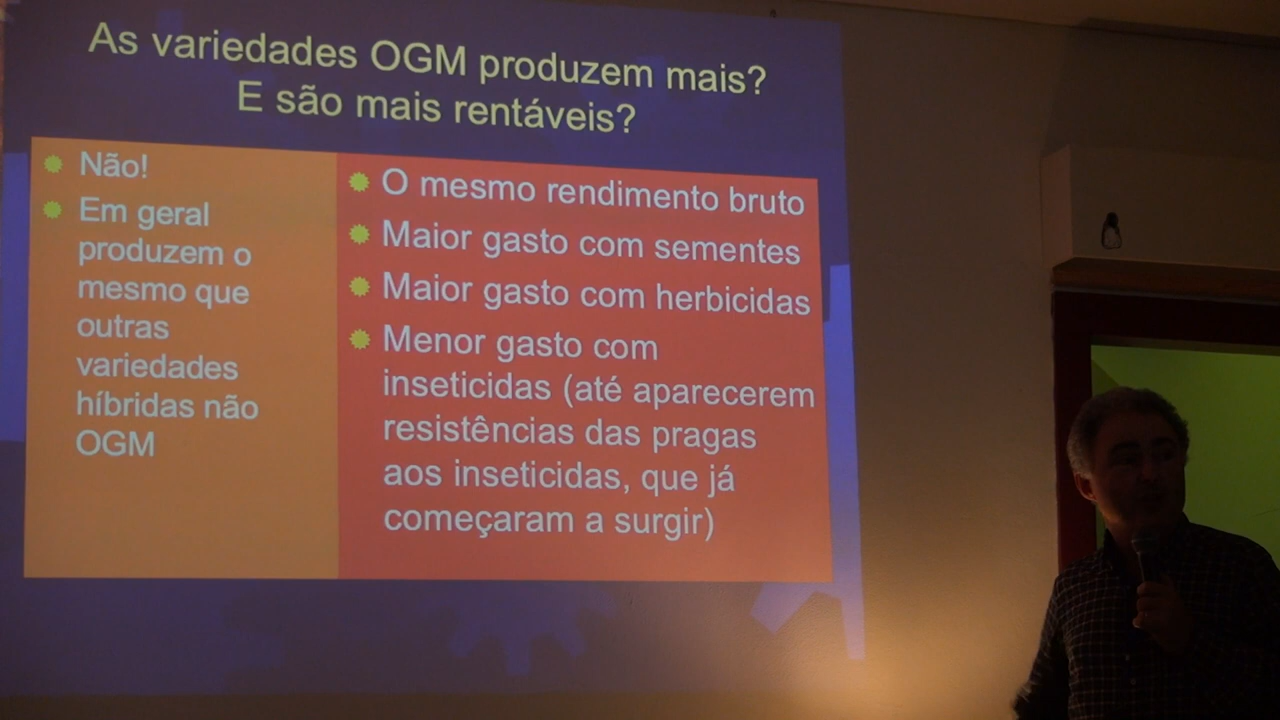 As variedades OGM produzem mais?
E são mais rentáveis?
Não!
Em geral
produzem o
mesmo que
outras
variedades
híbridas não
OGM
O mesmo rendimento bruto
Maior gasto com sementes
Maior gasto com herbicidas
Menor gasto com
inseticidas (até aparecerem
resistências das pragas
aos inseticidas, que já
começaram a surgir)